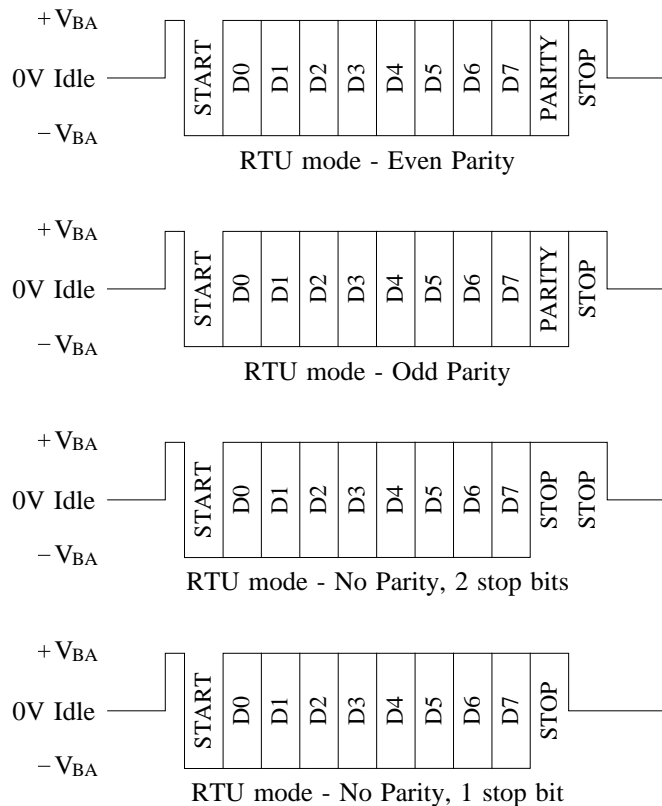 +VBA
0V Idle
START D0 D1 D2 D3 D4 D5 D6 D7 PARITY STOP
−VBA
RTU mode - Even Parity
+VBA
0V Idle
START D0 D1 D2 D3 D4 D5 D6 D7 PARITY STOP
−VBA
RTU mode - Odd Parity
+VBA
0V Idle
START D0 D1 D2 D3 D4 D5 D6 D7 STOP STOP
−VBA
RTU mode - No Parity, 2 stop bits
+VBA
0V Idle
START D0 D1 D2 D3 D4 D5 D6 D7 STOP
−VBA
RTU mode - No Parity, 1 stop bit